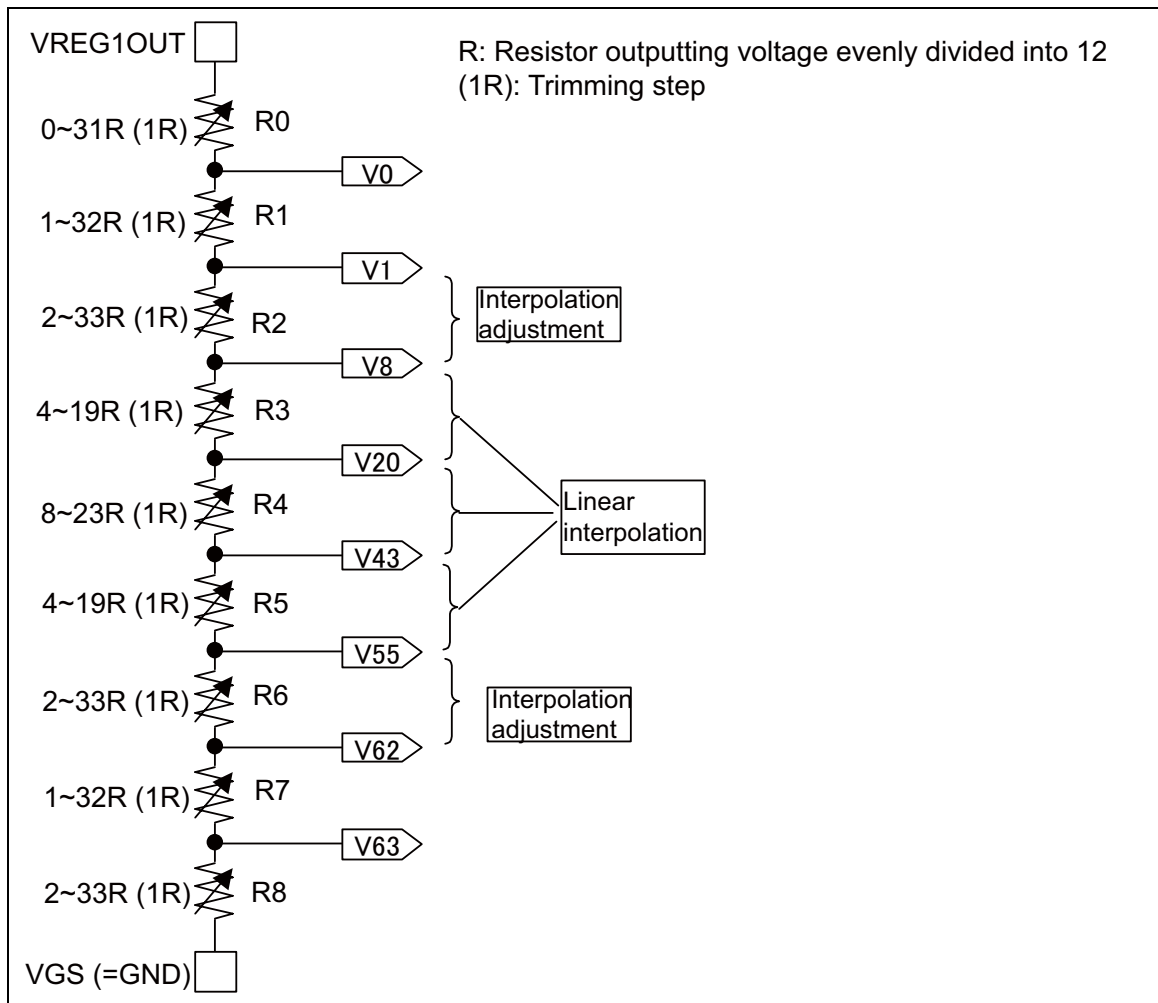 VREG1OUT
R: Resistor outputting voltage evenly divided into 12
(1R): Trimming step
0~31R (1R) R0
V0
1~32R (1R) R1
V1
Interpolation
adjustment
2~33R (1R) R2
V8
4~19R (1R) R3
V20
Linear
interpolation
8~23R (1R) R4
V43
4~19R (1R) R5
V55
Interpolation
adjustment
2~33R (1R) R6
V62
1~32R (1R) R7
V63
2~33R (1R) R8
VGS (=GND)